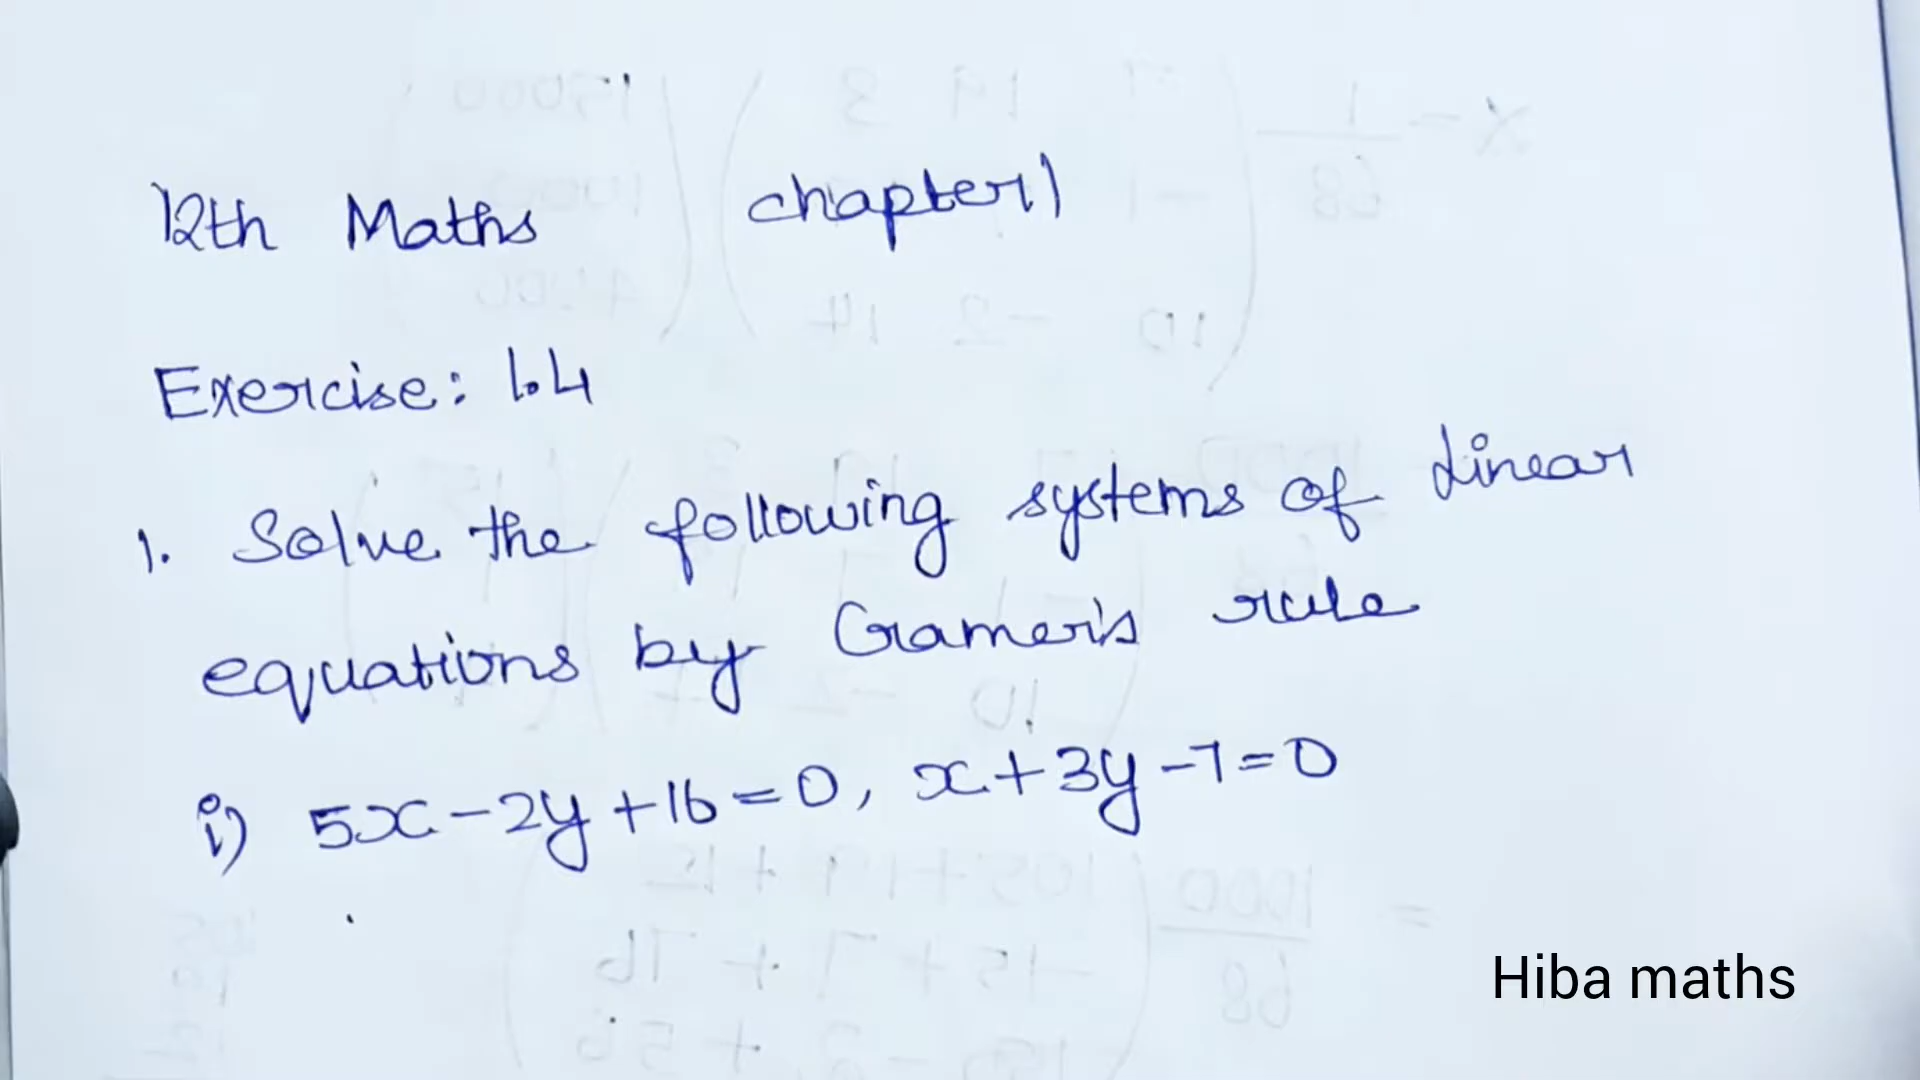 12th Maths chapter 1
Exercise: 1.4
1. Solve the following systems of Linear
equations by Cramer's rule
i) 5x-2y+16=0, x+3y-7=0
Hiba maths